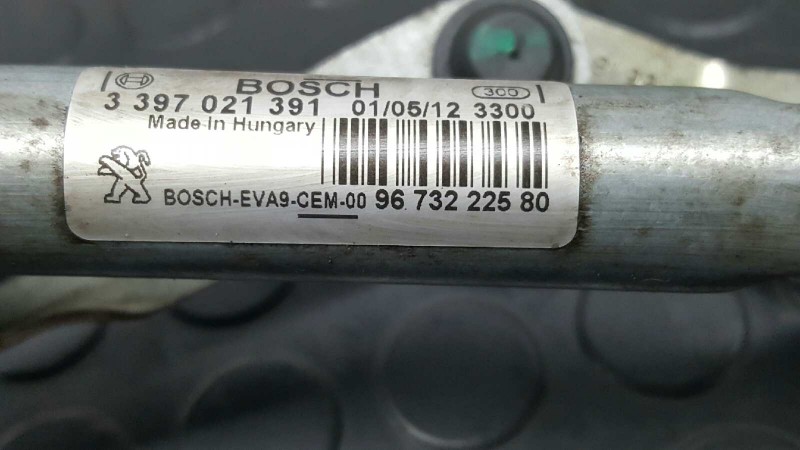 BOSCH 300
3 397 021 391 01/05/12 3300
Made in Hungary
BOSCH-EVA9-CEM-00 96 732 225 80